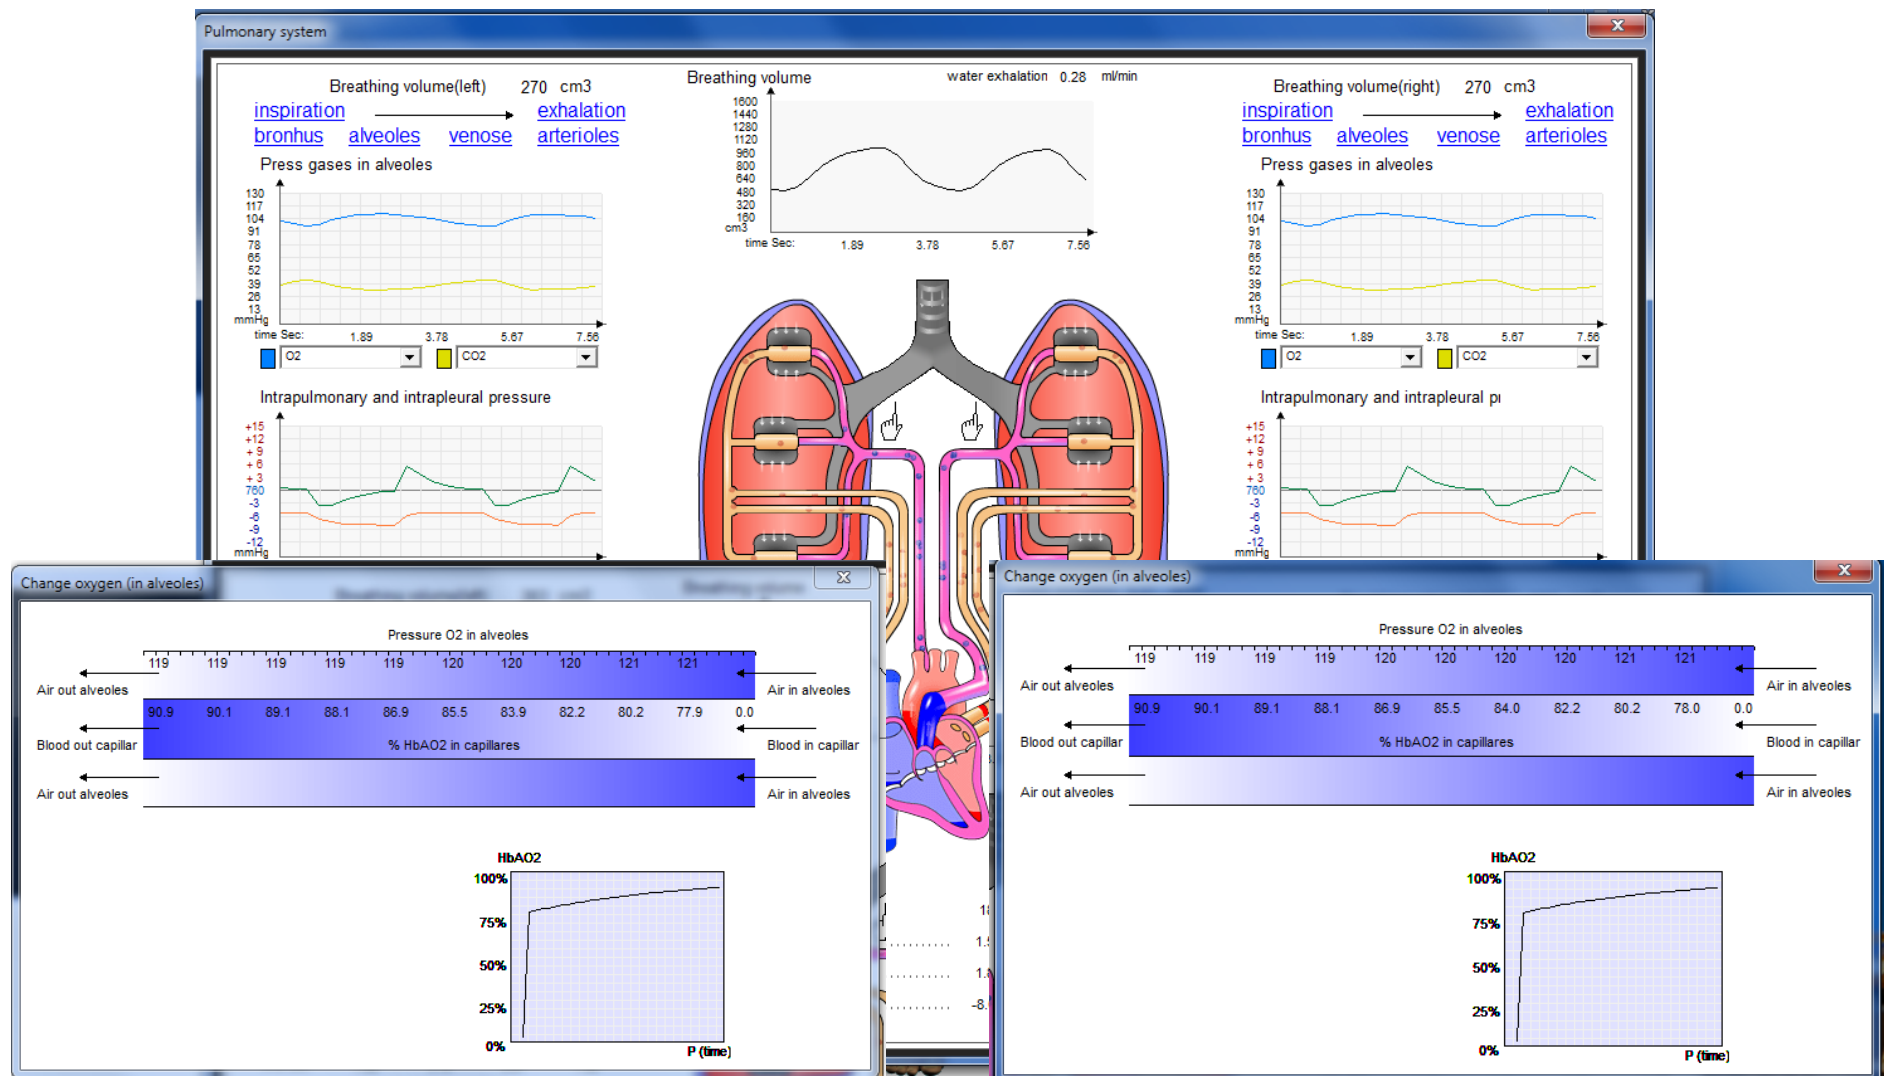 Pulmonary system
Breathing volume(left) 270 cm3
inspiration exhalation
bronhus alveoles venose arterioles
Press gases in alveoles
130
117
104
91
78
65
52
39
26
13
mmHg
time Sec: 1.89 3.78 5.67 7.56
O2 CO2
Intrapulmonary and intrapleural pressure
+15
+12
+ 9
+ 6
+ 3
760
-3
-6
-9
-12
mmHg
Breathing volume water exhalation 0.28 ml/min
1600
1440
1280
1120
960
800
640
480
320
160
cm3
time Sec: 1.89 3.78 5.67 7.56
Breathing volume(right) 270 cm3
inspiration exhalation
bronhus alveoles venose arterioles
Press gases in alveoles
130
117
104
91
78
65
52
39
26
13
mmHg
time Sec: 1.89 3.78 5.67 7.56
O2 CO2
Intrapulmonary and intrapleural
+15
+12
+ 9
+ 6
+ 3
760
-3
-6
-9
-12
mmHg
Change oxygen (in alveoles)
Pressure O2 in alveoles
119 119 119 119 119 120 120 120 121 121
Air out alveoles Air in alveoles
90.9 90.1 89.1 88.1 86.9 85.5 83.9 82.2 80.2 77.9 0.0
Blood out capillar % HbAO2 in capillares Blood in capillar
Air out alveoles Air in alveoles
HbAO2
100%
75%
50%
25%
0%
P (time)
Change oxygen (in alveoles)
Pressure O2 in alveoles
119 119 119 119 120 120 120 120 121 121
Air out alveoles Air in alveoles
90.9 90.1 89.1 88.1 86.9 85.5 84.0 82.2 80.2 78.0 0.0
Blood out capillar % HbAO2 in capillares Blood in capillar
Air out alveoles Air in alveoles
HbAO2
100%
75%
50%
25%
0%
P (time)